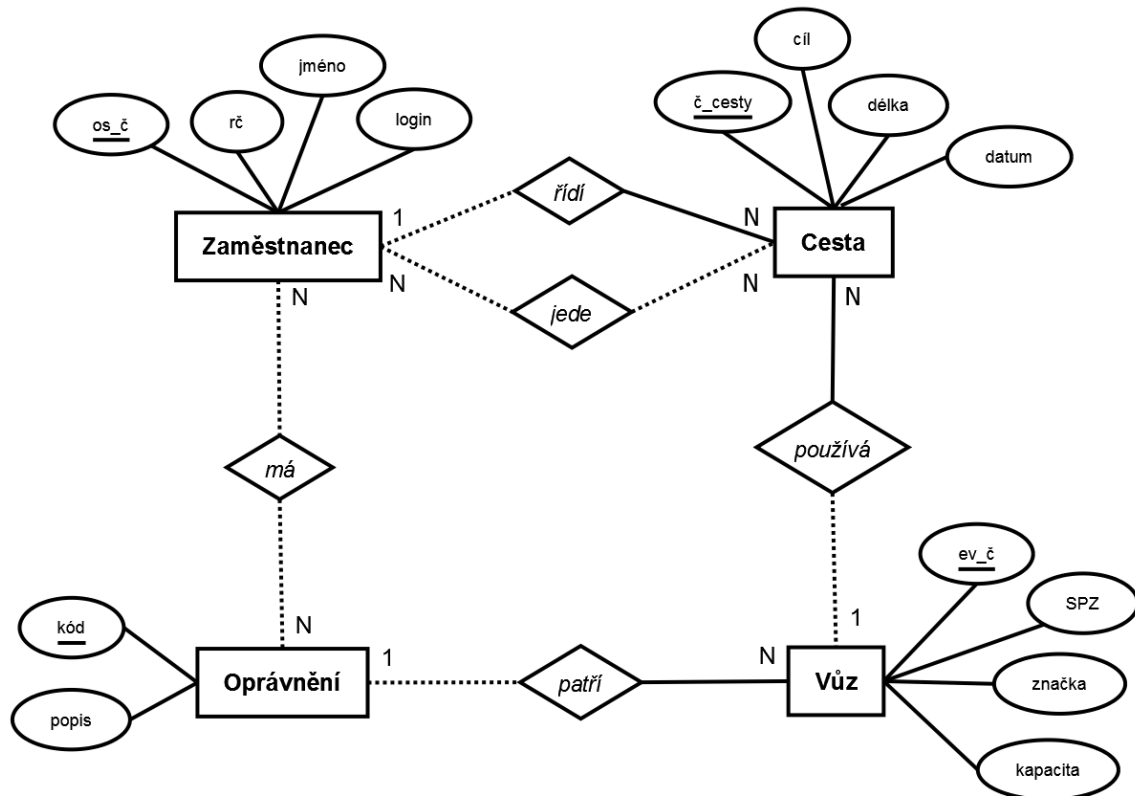 cíl
jméno
č_cesty
délka
os_č
rč
login
datum
řídí
1
N
Zaměstnanec
Cesta
N
N
N
jede
N
používá
má
ev_č
SPZ
kód
N
1
1
N
Oprávnění
patří
Vůz
značka
popis
kapacita